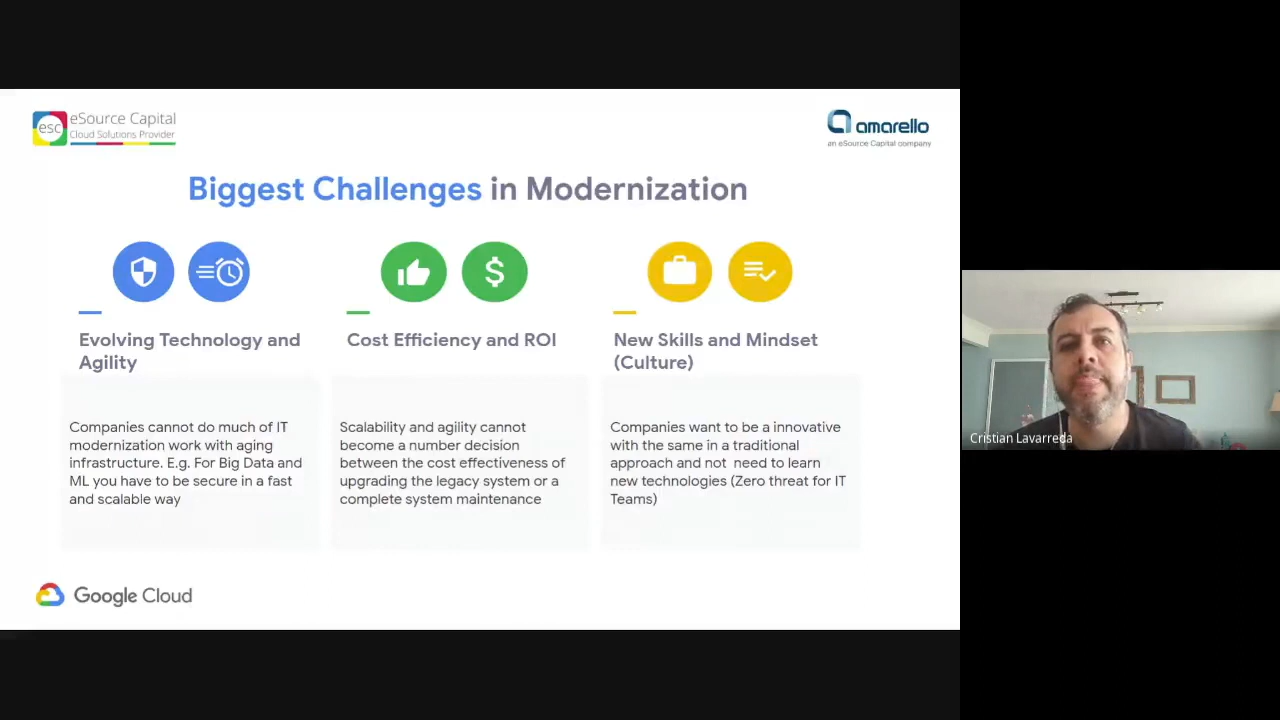 esc
eSource Capital
Cloud Solutions Provider
amarello
an eSource Capital company
Biggest Challenges in Modernization
Evolving Technology and
Agility
Companies cannot do much of IT
modernization work with aging
infrastructure. E.g. For Big Data and
ML you have to be secure in a fast
and scalable way
$
Cost Efficiency and ROI
Scalability and agility cannot
become a number decision
between the cost effectiveness of
upgrading the legacy system or a
complete system maintenance
New Skills and Mindset
(Culture)
Companies want to be a innovative
with the same in a traditional
approach and not need to learn
new technologies (Zero threat for IT
Teams)
Google Cloud
Cristian Lavarreda